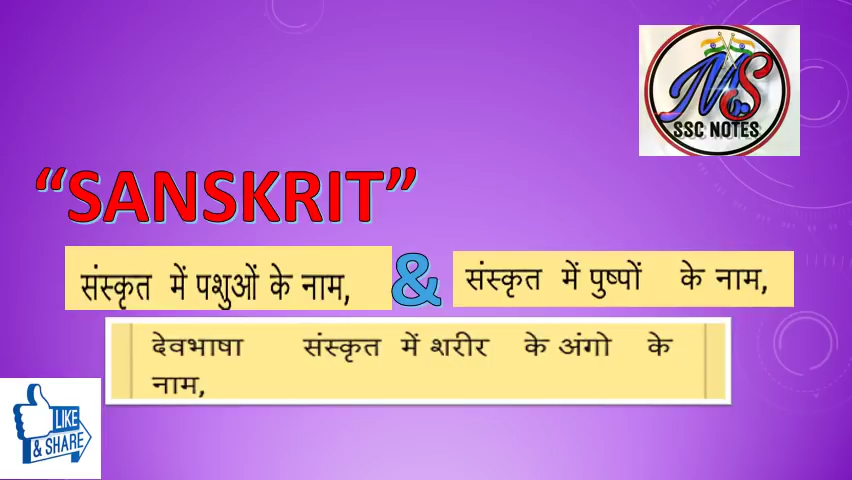 SSC NOTES
“SANSKRIT”
संस्कृत में पशुओं के नाम,
&
संस्कृत में पुष्पों के नाम,
देवभाषा संस्कृत में शरीर के अंगो के
नाम,
LIKE
& SHARE